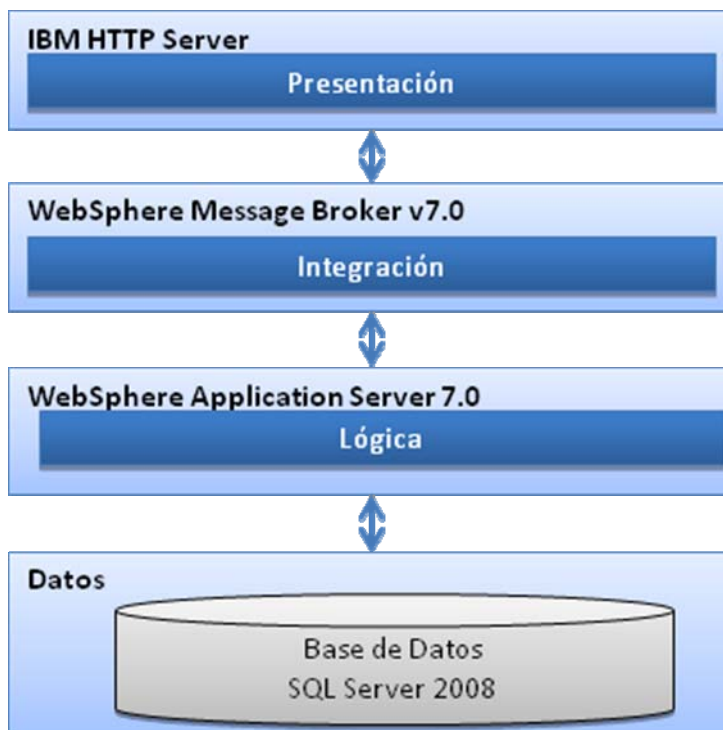 IBM HTTP Server
Presentación
WebSphere Message Broker v7.0
Integración
WebSphere Application Server 7.0
Lógica
Datos
Base de Datos
SQL Server 2008